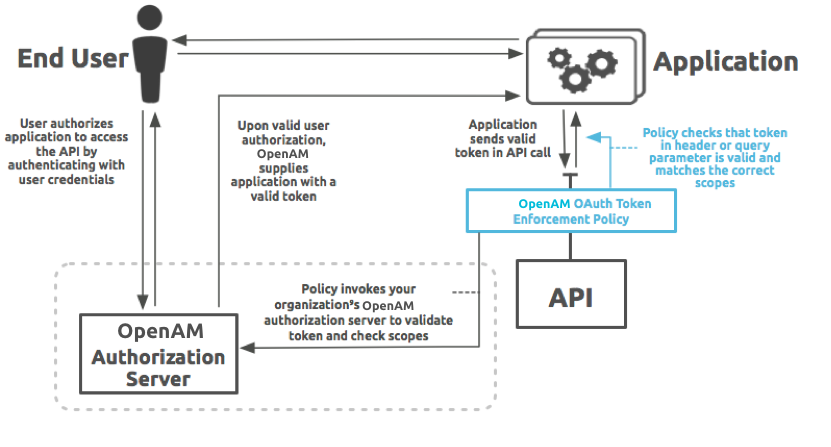 End User
Application
User authorizes
application to access
the API by
authenticating with
user credentials
Upon valid user
authorization,
OpenAM
supplies
application with a
valid token
Application
sends valid
token in API call
Policy checks that token
in header or query
parameter is valid and
matches the correct
scopes
OpenAM OAuth Token
Enforcement Policy
API
Policy invokes your
organization's OpenAM
authorization server to validate
token and check scopes
OpenAM
Authorization
Server